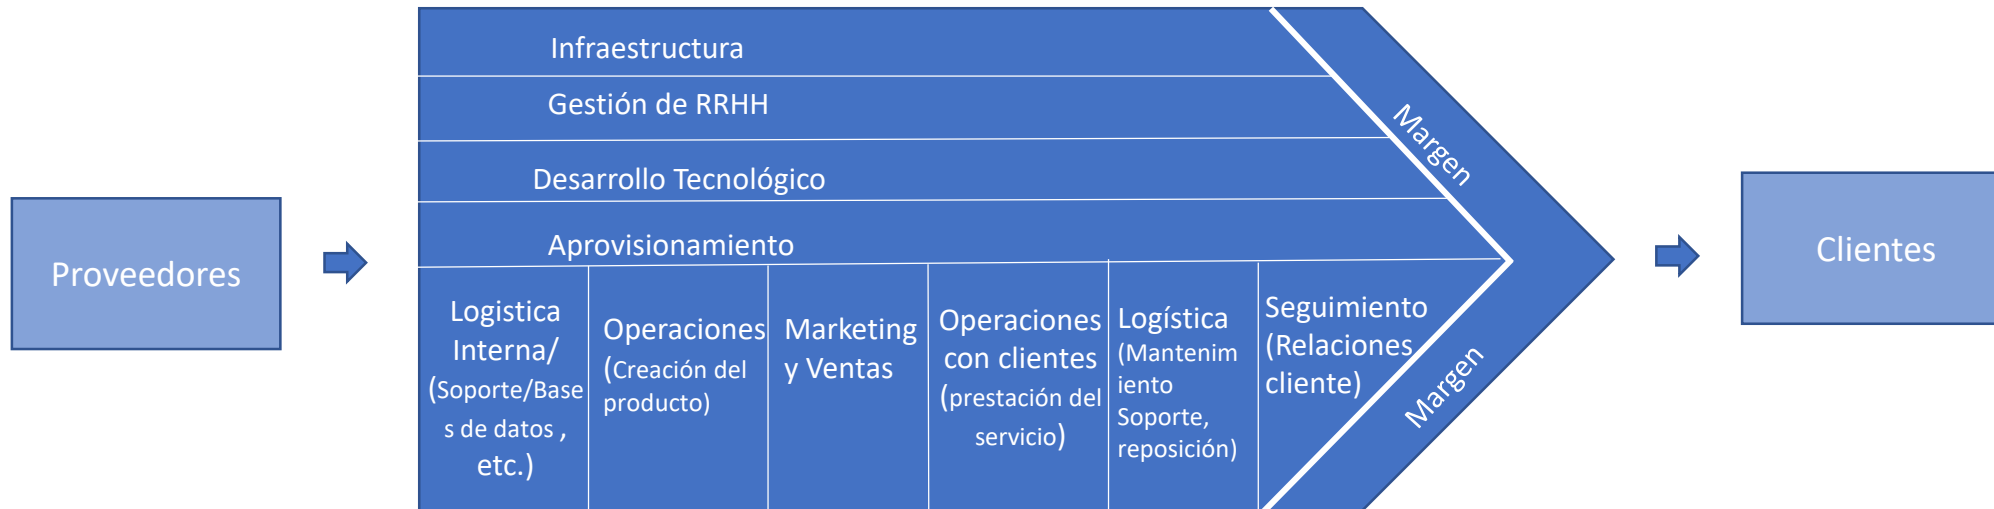 Infraestructura
Gestión de RRHH
Desarrollo Tecnológico
Aprovisionamiento
Margen
Proveedores
Clientes
Logistica
Interna/
(Soporte/Base
s de datos ,
etc.)
Operaciones
(Creación del
producto)
Marketing
y Ventas
Operaciones
con clientes
(prestación del
servicio)
Logística
(Mantenim
iento
Soporte,
reposición)
Seguimiento
(Relaciones
cliente)
Margen